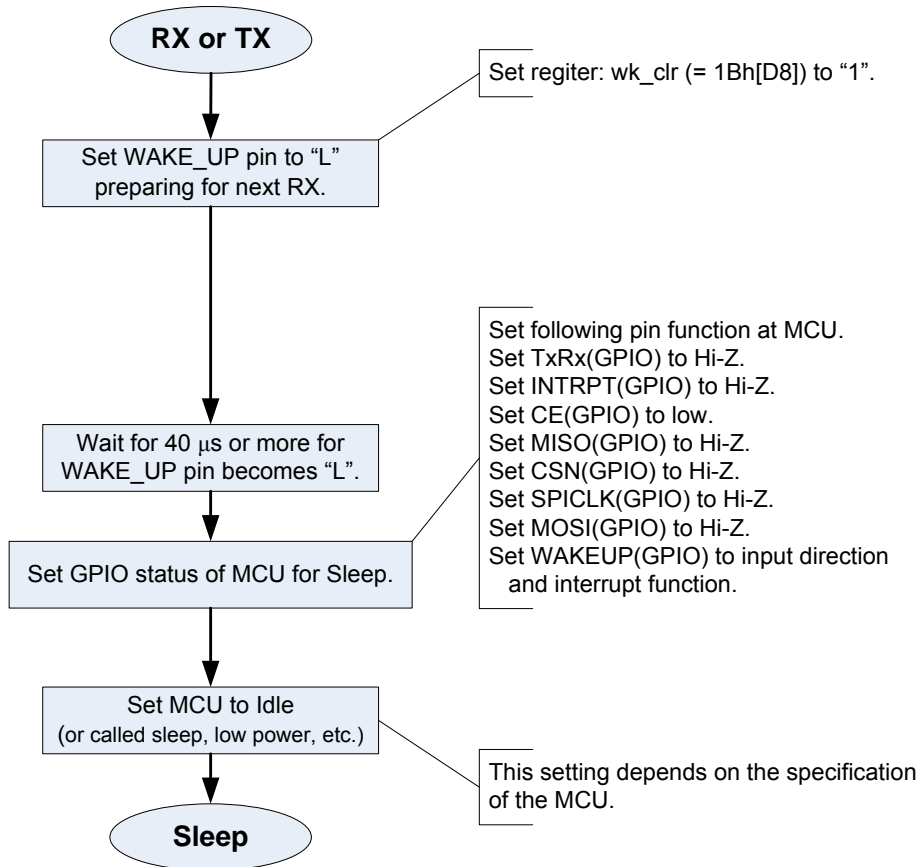 RX or TX
Set regiter: wk_clr (= 1Bh[D8]) to “1”.
Set WAKE_UP pin to “L”
preparing for next RX.
Set following pin function at MCU.
Set TxRx(GPIO) to Hi-Z.
Set INTRPT(GPIO) to Hi-Z.
Set CE(GPIO) to low.
Set MISO(GPIO) to Hi-Z.
Set CSN(GPIO) to Hi-Z.
Set SPICLK(GPIO) to Hi-Z.
Set MOSI(GPIO) to Hi-Z.
Set WAKEUP(GPIO) to input direction
and interrupt function.
Wait for 40 μs or more for
WAKE_UP pin becomes “L”.
Set GPIO status of MCU for Sleep.
Set MCU to Idle
(or called sleep, low power, etc.)
This setting depends on the specification
of the MCU.
Sleep